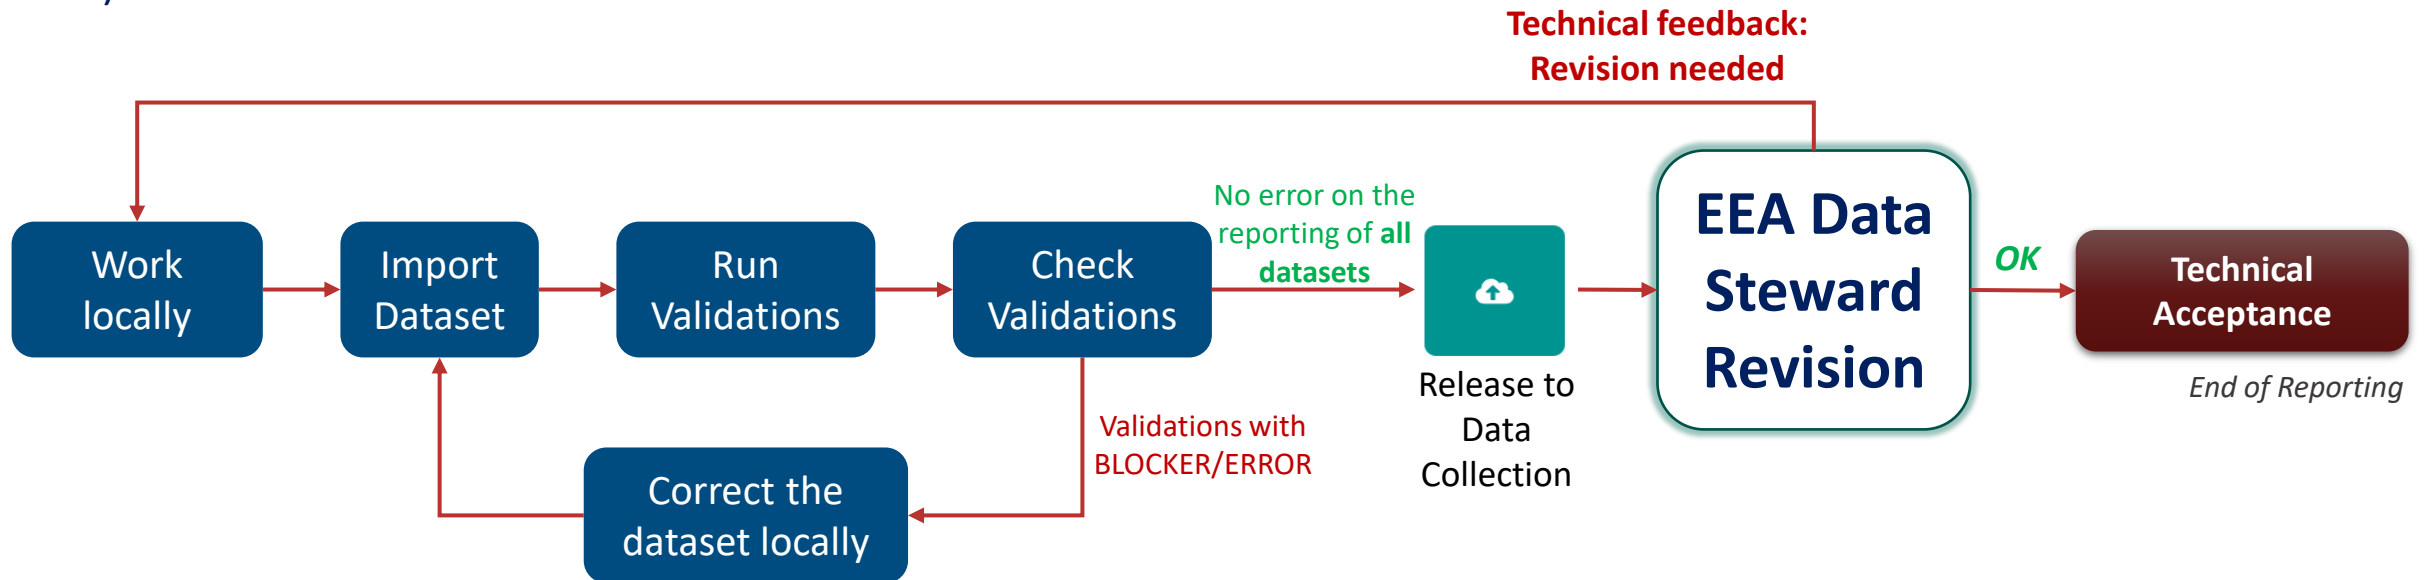 Technical feedback:
Revision needed
Work
locally
Import
Dataset
Run
Validations
Check
Validations
No error on the
reporting of all
datasets
Release to
Data
Collection
EEA Data
Steward
Revision
OK
Technical
Acceptance
End of Reporting
Validations with
BLOCKER/ERROR
Correct the
dataset locally